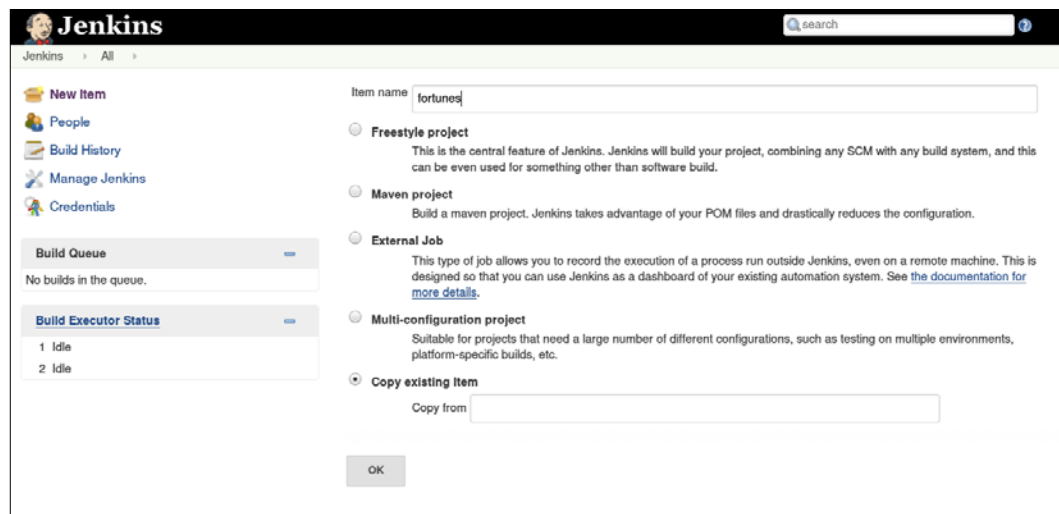 Jenkins
search
Jenkins
All
New Item
People
Build History
Manage Jenkins
Credentials
Build Queue
No builds in the queue.
Build Executor Status
1 Idle
2 Idle
Item name fortunes
Freestyle project
This is the central feature of Jenkins. Jenkins will build your project, combining any SCM with any build system, and this
can be even used for something other than software build.
Maven project
Build a maven project. Jenkins takes advantage of your POM files and drastically reduces the configuration.
External Job
This type of job allows you to record the execution of a process run outside Jenkins, even on a remote machine. This is
designed so that you can use Jenkins as a dashboard of your existing automation system. See the documentation for
more details.
Multi-configuration project
Suitable for projects that need a large number of different configurations, such as testing on multiple environments,
platform-specific builds, etc.
Copy existing Item
Copy from
OK